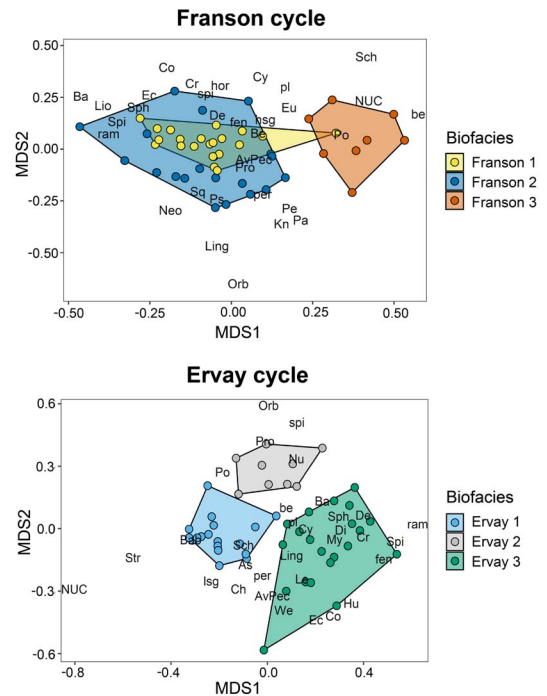 Franson cycle
0.50
0.25
0.00
-0.25
-0.50
MDS2
Sch
Co
Cr
hor
Cy
pl
Ba
Ec
spi
NUC
Lio
Sph
De
Eu
be
Spi
fen
nsg
ram
Be
Po
AvPec
Pro
Sq
Ps
per
Neo
Pe
Kn
Pa
Ling
Orb
-0.50
-0.25
0.00
0.25
0.50
MDS1
Biofacies
Franson 1
Franson 2
Franson 3
Ervay cycle
0.6
0.3
0.0
-0.3
-0.6
MDS2
Orb
spi
Pro
Nu
Po
be
Ba
pl
Sph
De
Cy
Di
ram
My
Cr
Sch
Spi
Str
Ling
fen
As
Isg
per
NUC
Ch
AvPec
We
Hu
Ec
Co
-0.8
-0.4
0.0
0.4
MDS1
Biofacies
Ervay 1
Ervay 2
Ervay 3